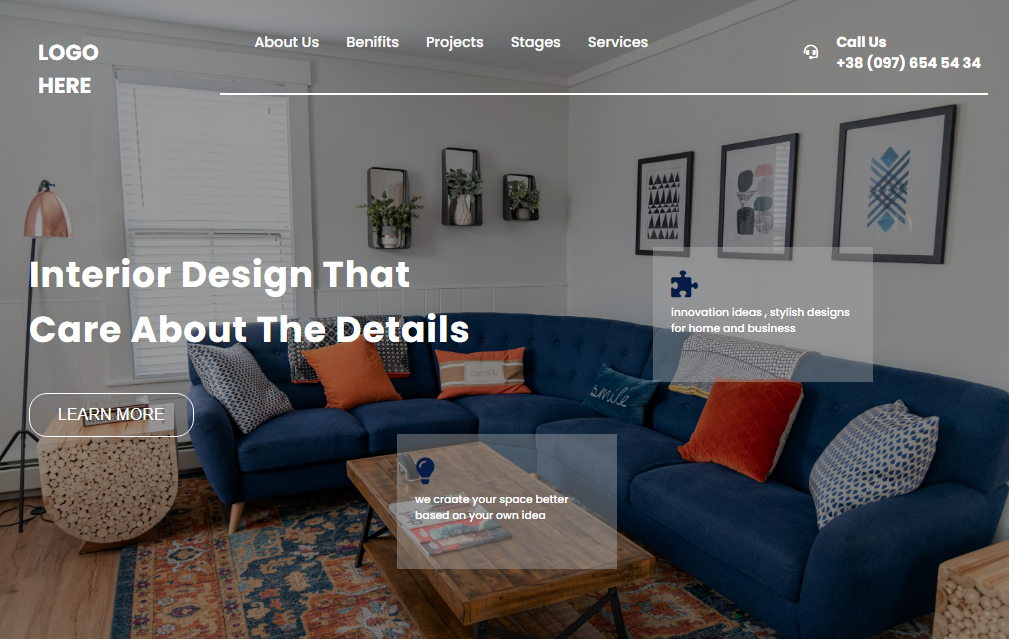 LOGO
HERE
About Us
Benifits
Projects
Stages
Services
Call Us
+38 (097) 654 54 34
Interior Design That
Care About The Details
LEARN MORE
innovation ideas , stylish designs
for home and business
nest
smile
we craate your space better
based on your own idea